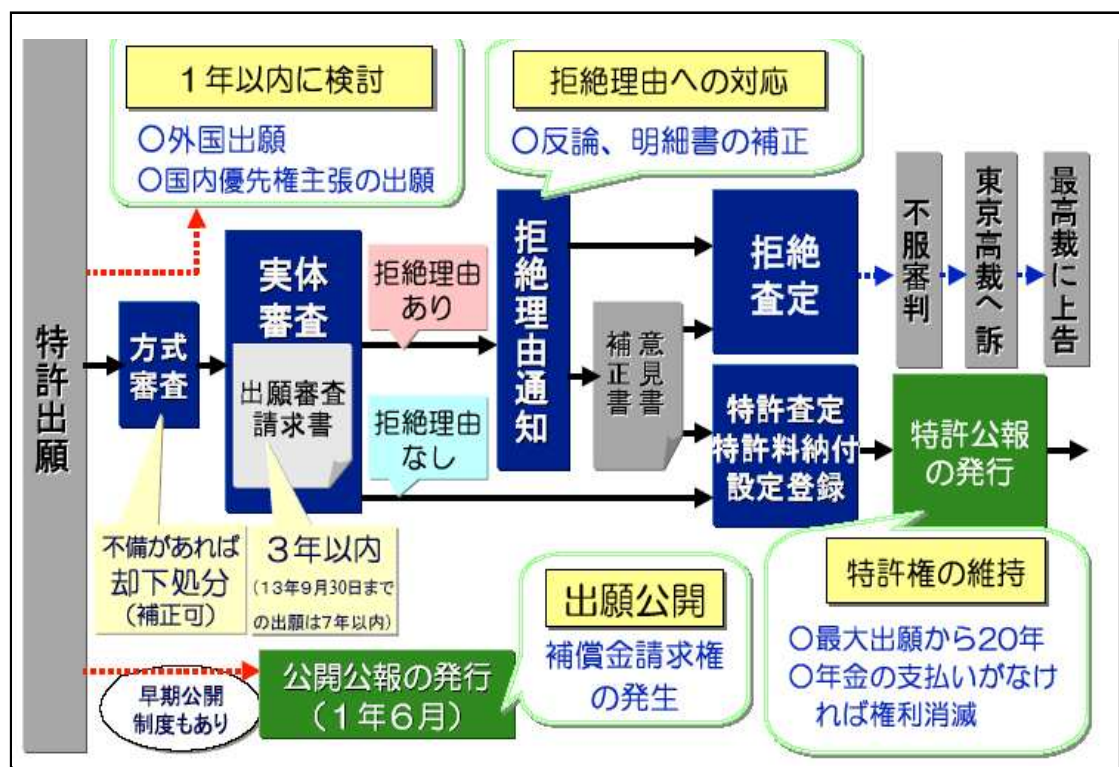 1年以内に検討
○外国出願
○国内優先権主張の出願
拒絶理由への対応
○反論、明細書の補正
特許出願
方式
審査
実体
審査
出願審査
請求書
拒絶理由
あり
拒絶理由
なし
拒絶理由通知
意見書
補正書
拒絶
査定
不服審判
東京高裁へ訴
最高裁に上告
特許査定
特許料納付
設定登録
特許公報
の発行
不備があれば
却下処分
(補正可)
3年以内
(13年9月30日まで
の出願は7年以内)
出願公開
補償金請求権
の発生
特許権の維持
○最大出願から20年
○年金の支払いがなけ
れば権利消滅
早期公開
制度もあり
公開公報の発行
(1年6月)